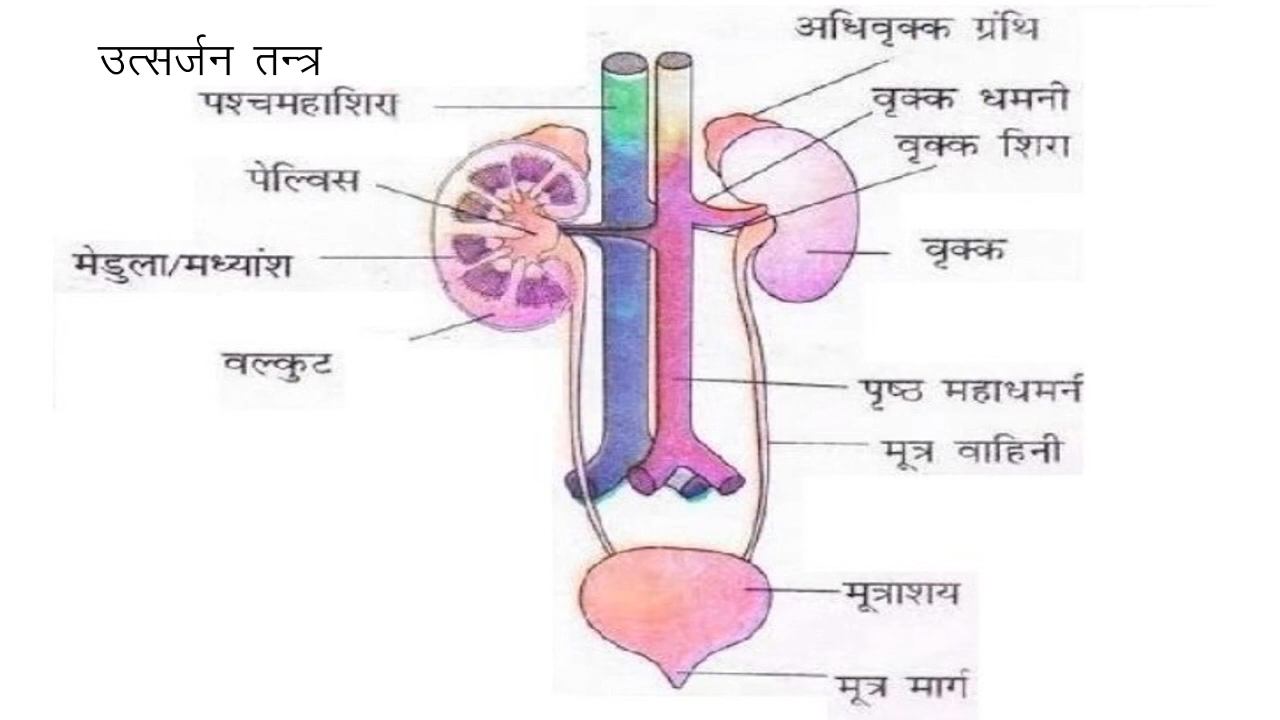 उत्सर्जन तन्त्र
पश्चमहाशिरा
पेल्विस
मेडुला/मध्यांश
वल्कुट
अधिवृक्क ग्रंथि
वृक्क धमनी
वृक्क शिरा
वृक्क
पृष्ठ महाधमनी
मूत्र वाहिनी
मूत्राशय
मूत्र मार्ग